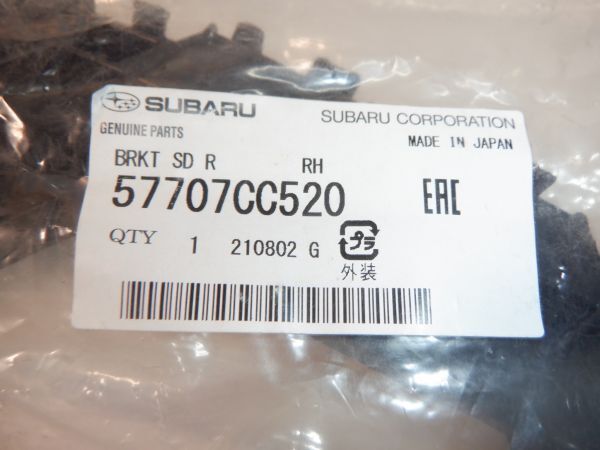 SUBARU SUBARU CORPORATION
GENUINE PARTS MADE IN JAPAN
BRKT SD R RH
57707CC520 EAC
QTY 1 210802 G プラ
外装